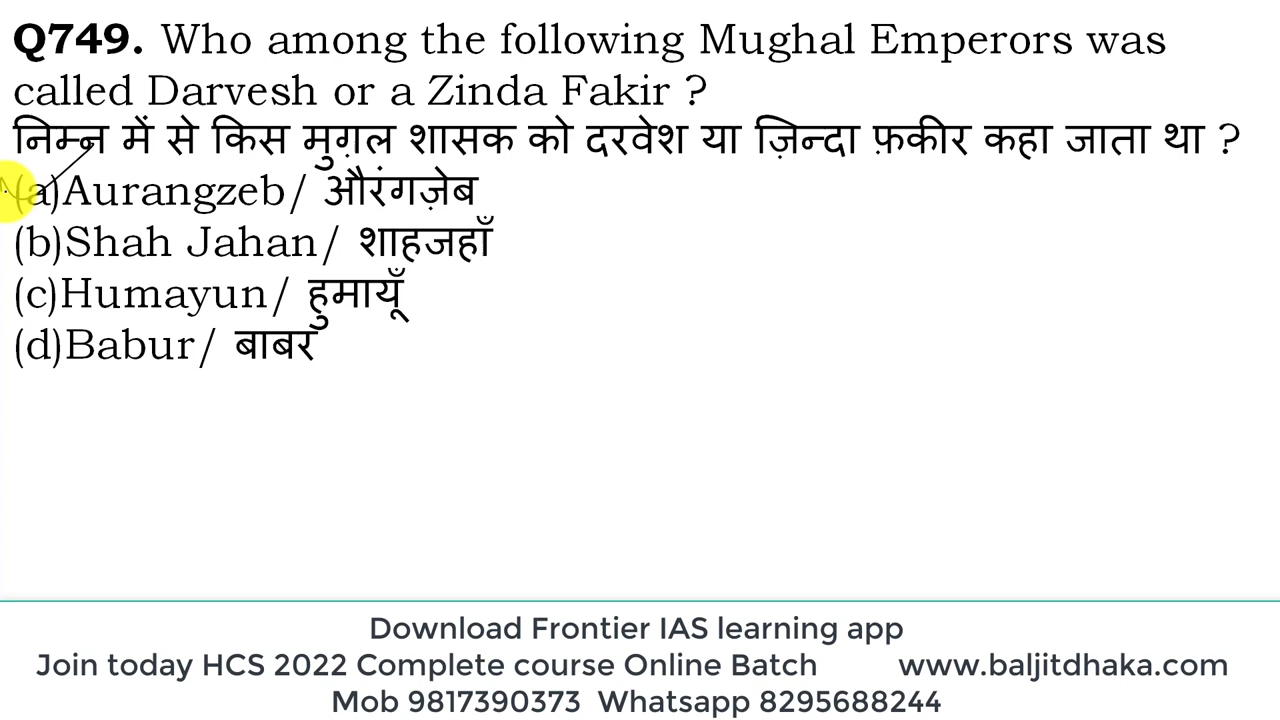 Q749. Who among the following Mughal Emperors was
called Darvesh or a Zinda Fakir ?
निम्न में से किस मुग़ल शासक को दरवेश या ज़िन्दा फ़कीर कहा जाता था ?
(a)Aurangzeb/ औरंगज़ेब
(b)Shah Jahan/ शाहजहाँ
(c)Humayun/ हुमायूँ
(d)Babur/ बाबर
Download Frontier IAS learning app
Join today HCS 2022 Complete course Online Batch www.baljitdhaka.com
Mob 9817390373 Whatsapp 8295688244